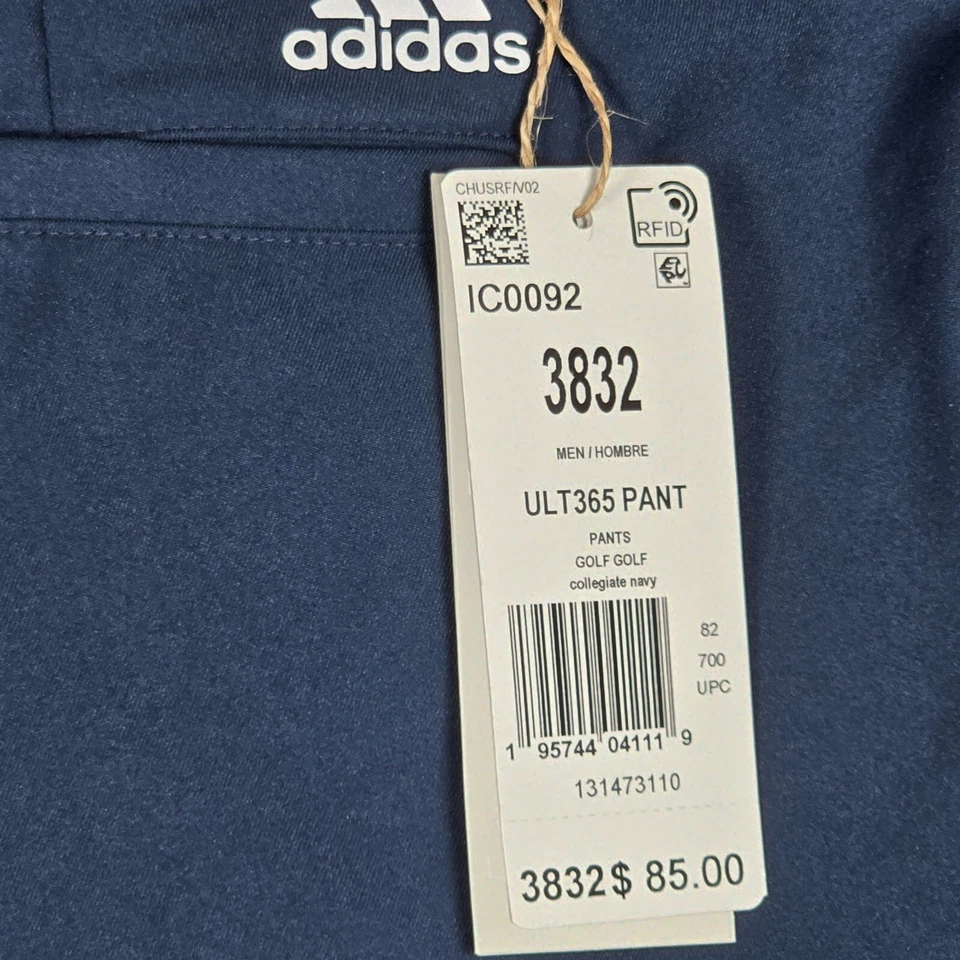 adidas
CHUSRF/V02
RFID
IC0092
3832
MEN / HOMBRE
ULT365 PANT
PANTS
GOLF GOLF
collegiate navy
82
700
UPC
1 95744 04111 9
131473110
3832 $ 85.00